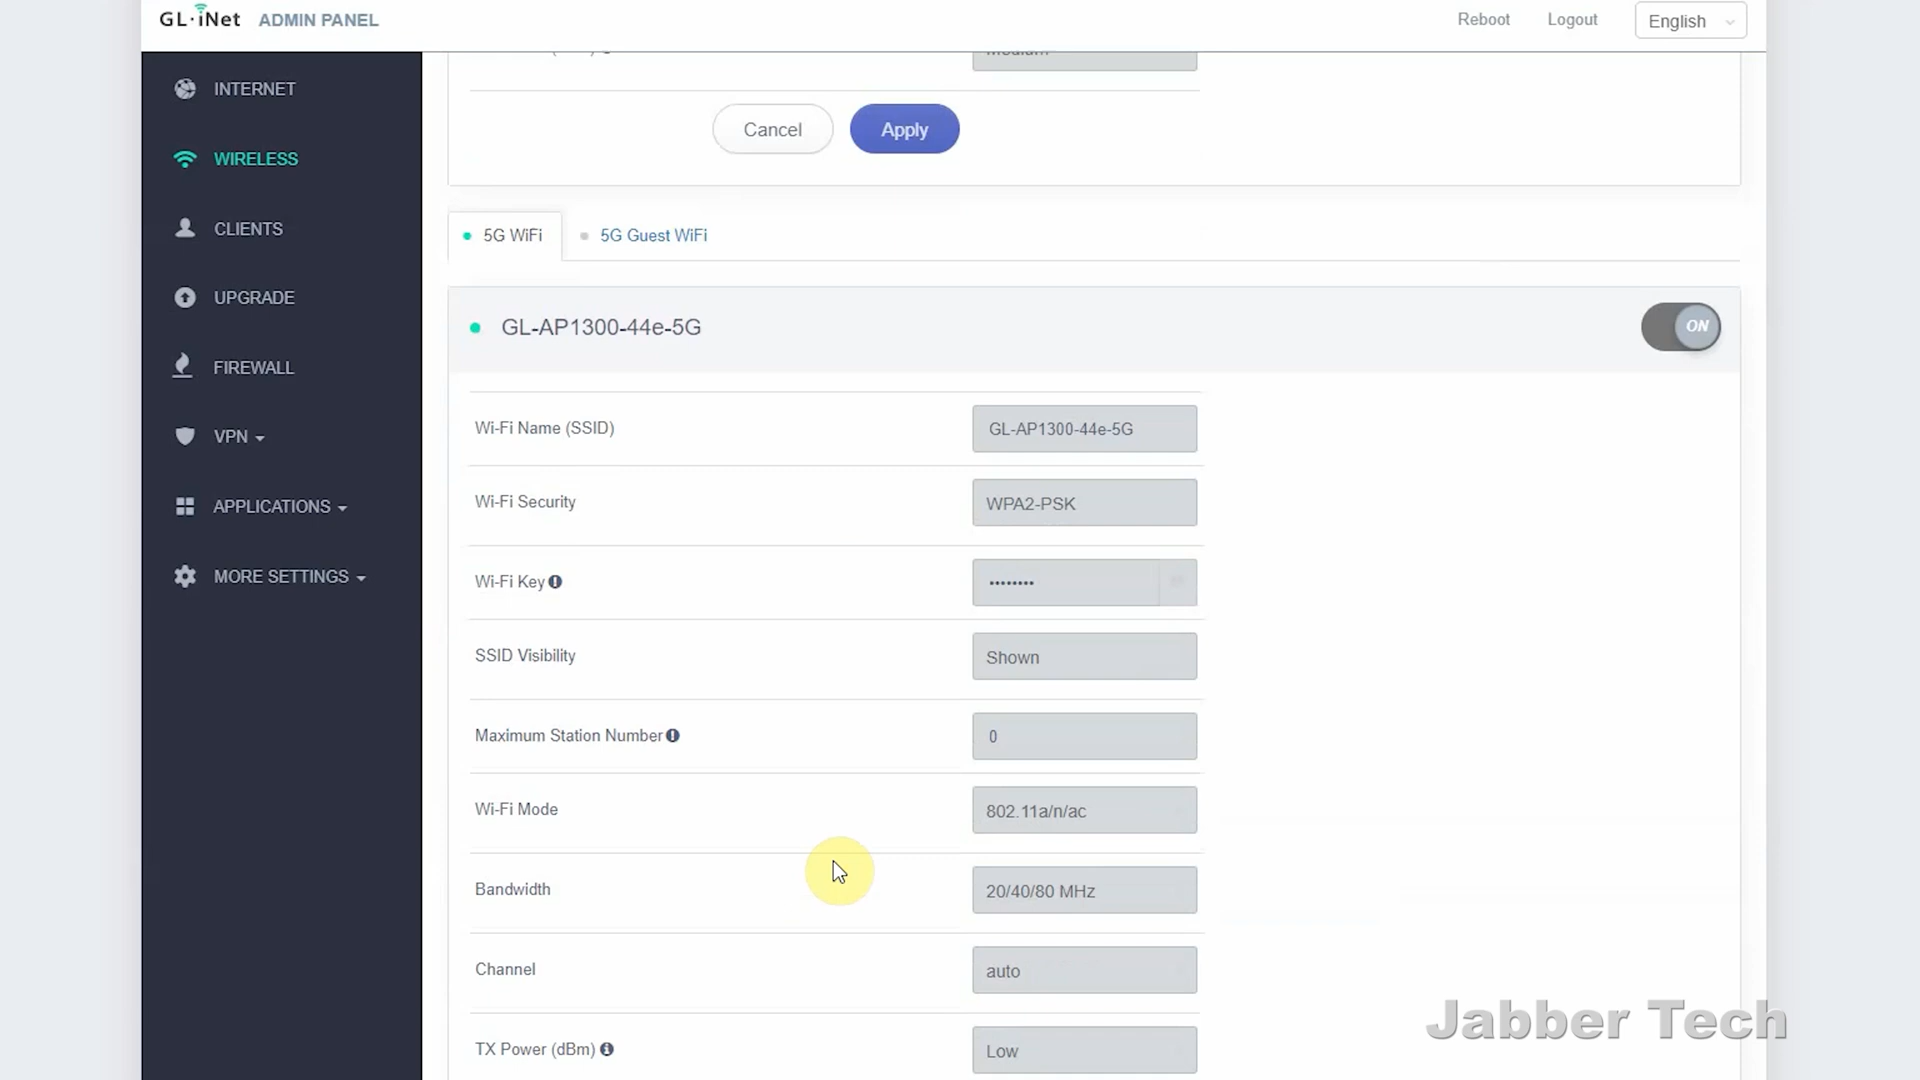 GL·iNet ADMIN PANEL
Reboot
Logout
English
INTERNET
WIRELESS
CLIENTS
UPGRADE
FIREWALL
VPN
APPLICATIONS
MORE SETTINGS
Medium
Cancel
Apply
5G WiFi
5G Guest WiFi
GL-AP1300-44e-5G
ON
Wi-Fi Name (SSID)
GL-AP1300-44e-5G
Wi-Fi Security
WPA2-PSK
Wi-Fi Key
••••••••
SSID Visibility
Shown
Maximum Station Number
0
Wi-Fi Mode
802.11a/n/ac
Bandwidth
20/40/80 MHz
Channel
auto
TX Power (dBm)
Low
Jabber Tech